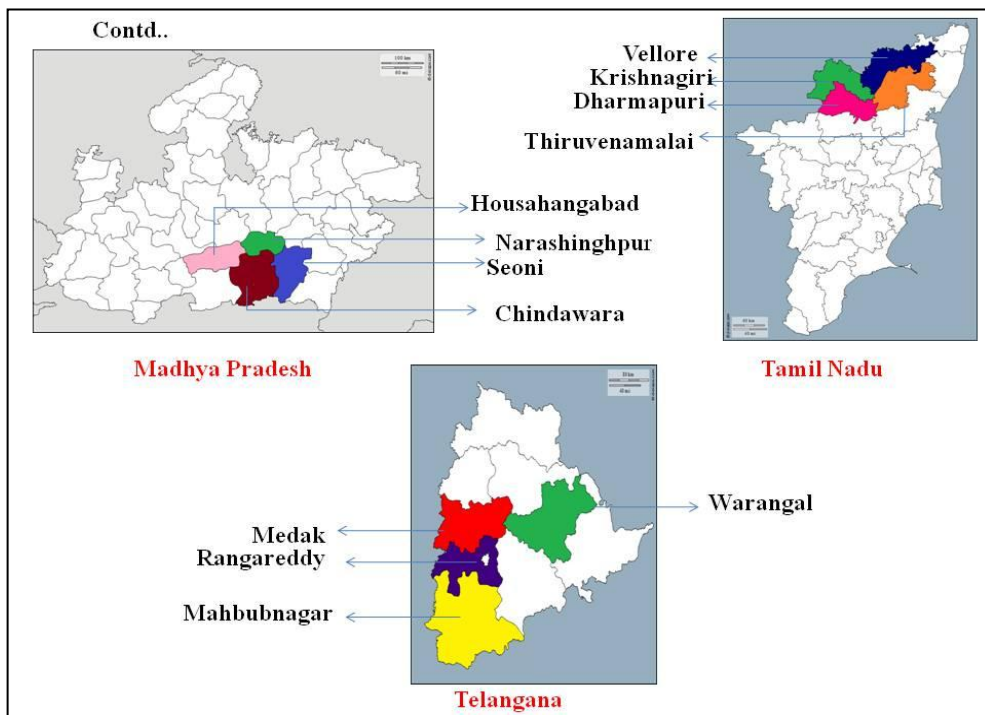 Contd..
Vellore
Krishnagiri
Dharmapuri
Thiruvenamalai
Housahangabad
Narashinghpur
Seoni
Chindawara
Madhya Pradesh
Tamil Nadu
Warangal
Medak
Rangareddy
Mahbubnagar
Telangana